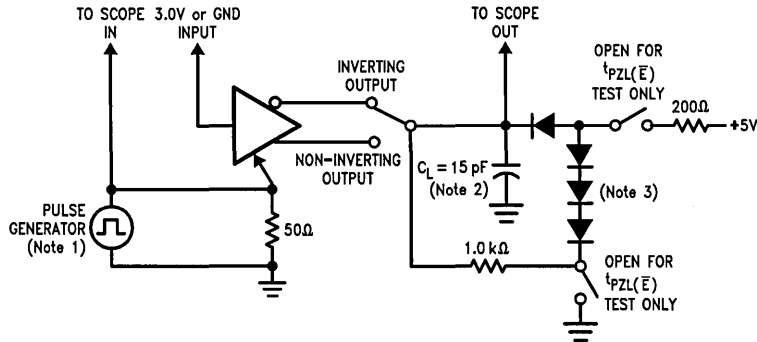 TO SCOPE
IN
3.0V or GND
INPUT
TO SCOPE
OUT
OPEN FOR
tPZL(E̅)
TEST ONLY
INVERTING
OUTPUT
200Ω
+5V
NON-INVERTING
OUTPUT
CL = 15 pF
(Note 2)
(Note 3)
PULSE
GENERATOR
(Note 1)
50Ω
1.0 kΩ
OPEN FOR
tPZL(E̅)
TEST ONLY